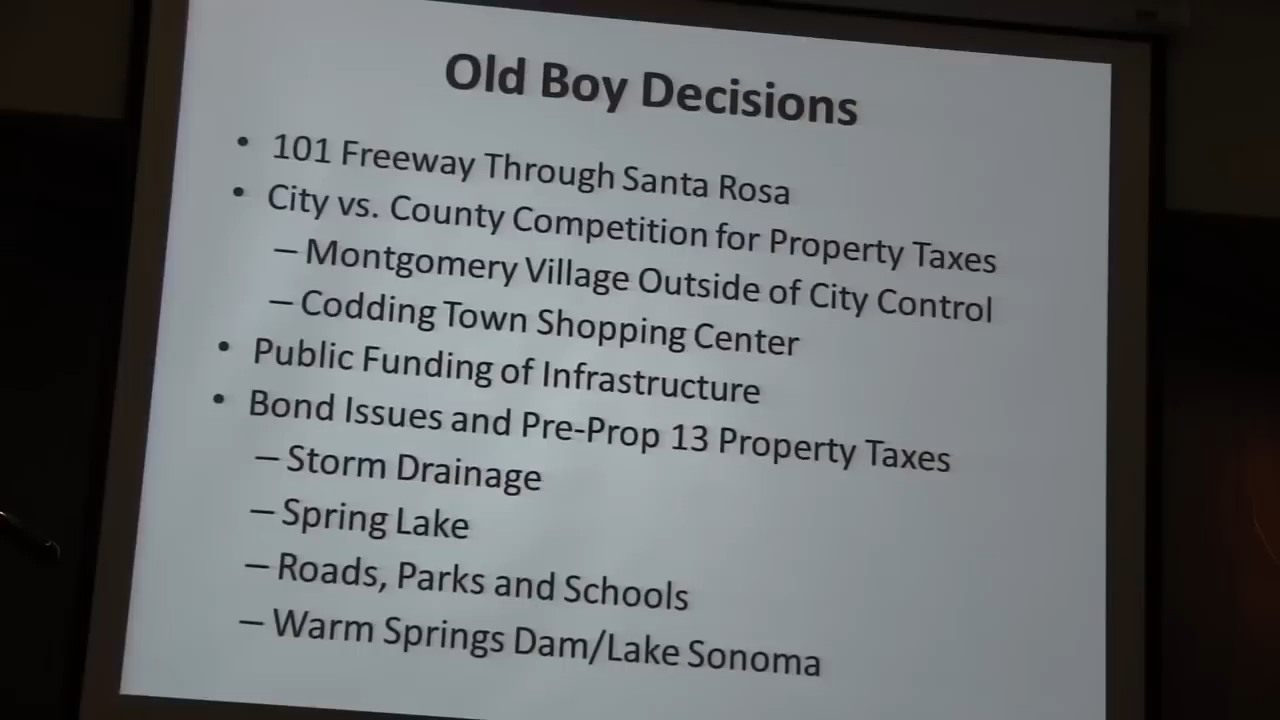 Old Boy Decisions
• 101 Freeway Through Santa Rosa
• City vs. County Competition for Property Taxes
– Montgomery Village Outside of City Control
– Codding Town Shopping Center
• Public Funding of Infrastructure
• Bond Issues and Pre-Prop 13 Property Taxes
– Storm Drainage
– Spring Lake
– Roads, Parks and Schools
– Warm Springs Dam/Lake Sonoma